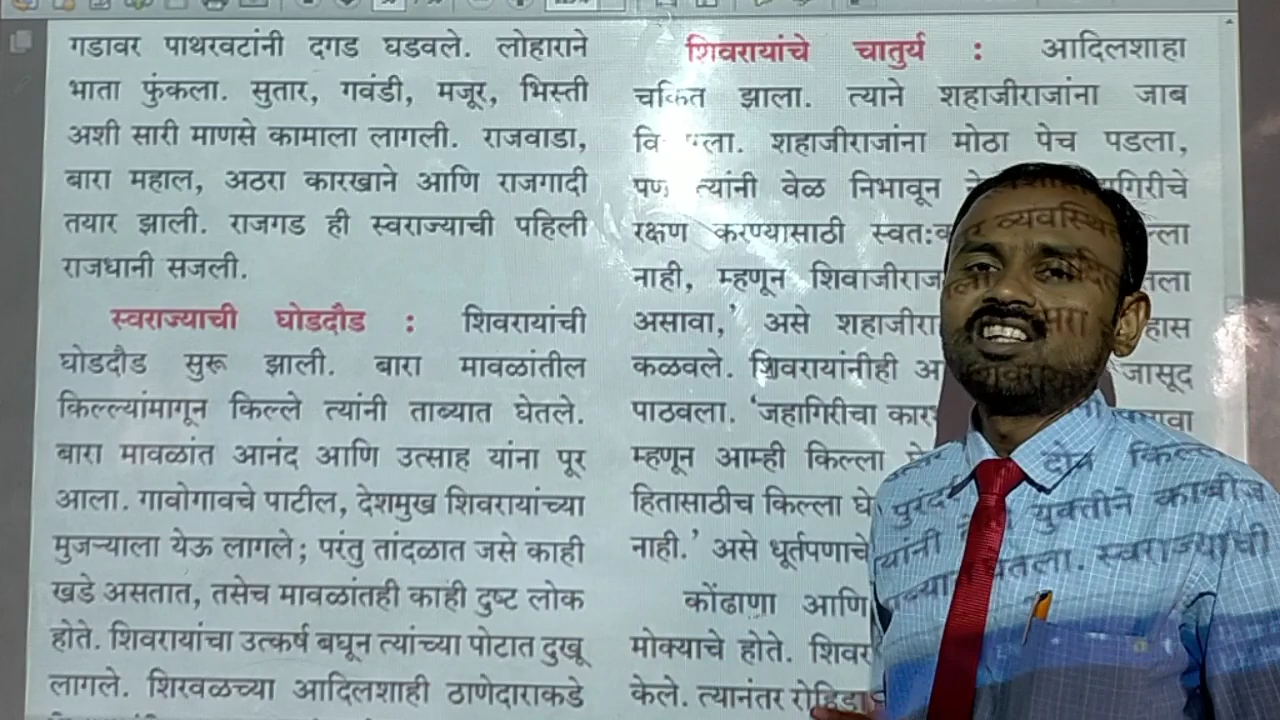 गडावर पाथरवटांनी दगड घडवले. लोहाराने
भाता फुंकला. सुतार, गवंडी, मजूर, भिस्ती
अशी सारी माणसे कामाला लागली. राजवाडा,
बारा महाल, अठरा कारखाने आणि राजगादी
तयार झाली. राजगड ही स्वराज्याची पहिली
राजधानी सजली.
स्वराज्याची घोडदौड : शिवरायांची
घोडदौड सुरू झाली. बारा मावळांतील
किल्ल्यांमागून किल्ले त्यांनी ताब्यात घेतले.
बारा मावळांत आनंद आणि उत्साह यांना पूर
आला. गावोगावचे पाटील, देशमुख शिवरायांच्या
मुजऱ्याला येऊ लागले; परंतु तांदळात जसे काही
खडे असतात, तसेच मावळांतही काही दुष्ट लोक
होते. शिवरायांचा उत्कर्ष बघून त्यांच्या पोटात दुखू
लागले. शिरवळच्या आदिलशाही ठाणेदाराकडे
शिवरायांचे चातुर्य : आदिलशाहा
चकित झाला. त्याने शहाजीराजांना जाब
शहाजीराजांना मोठा पेच पडला,
पण त्यांनी वेळ निभावून
रक्षण करण्यासाठी
नाही, म्हणून
असावा,' असे
कळवले. शिवरायांनीही जासूद
पाठवला. 'जहागिरीचा
म्हणून आम्ही किल्ला दोन
हितासाठीच किल्ला पुरंदर युक्तीने काबीज
नाही.' असे धूर्तपणाचे यांनी घेतला. स्वराज्याची
कोंढाणा आणि
मोक्याचे होते.
केले. त्यानंतर रोहिडा